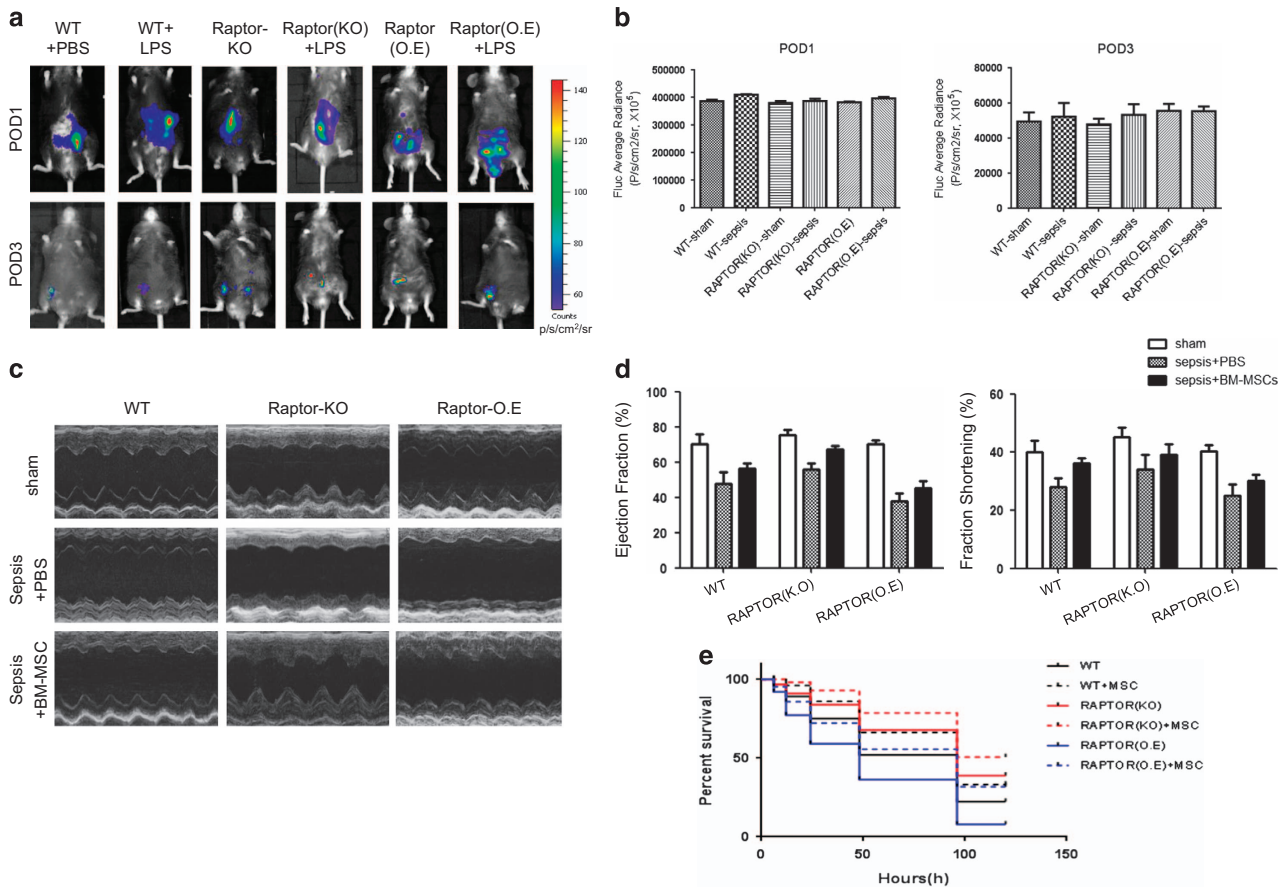 a
WT
+PBS
WT+
LPS
Raptor-
KO
Raptor(KO)
+LPS
Raptor
(O.E)
Raptor(O.E)
+LPS
POD1
POD3
140
120
100
80
60
Counts
p/s/cm²/sr
b
POD1
Fluc Average Radiance
(P/s/cm2/sr, X10⁵)
500000
400000
300000
200000
100000
0
WT-sham
WT-sepsis
RAPTOR(KO) -sham
RAPTOR(KO)-sepsis
RAPTOR(O.E)
RAPTOR(O.E)-sepsis
POD3
Fluc Average Radiance
(P/s/cm2/sr, X10⁵)
80000
60000
40000
20000
0
WT-sham
WT-sepsis
RAPTOR(KO) -sham
RAPTOR(KO) -sepsis
RAPTOR(O.E)-sham
RAPTOR(O.E)-sepsis
c
WT
Raptor-KO
Raptor-O.E
sham
Sepsis
+PBS
Sepsis
+BM-MSC
d
sham
sepsis+PBS
sepsis+BM-MSCs
Ejection Fraction (%)
100
80
60
40
20
0
WT
RAPTOR(K.O)
RAPTOR(O.E)
Fraction Shortening (%)
60
40
20
0
WT
RAPTOR(K.O)
RAPTOR(O.E)
e
Percent survival
100
50
0
0
50
100
150
Hours(h)
WT
WT+MSC
RAPTOR(KO)
RAPTOR(KO)+MSC
RAPTOR(O.E)
RAPTOR(O.E)+MSC